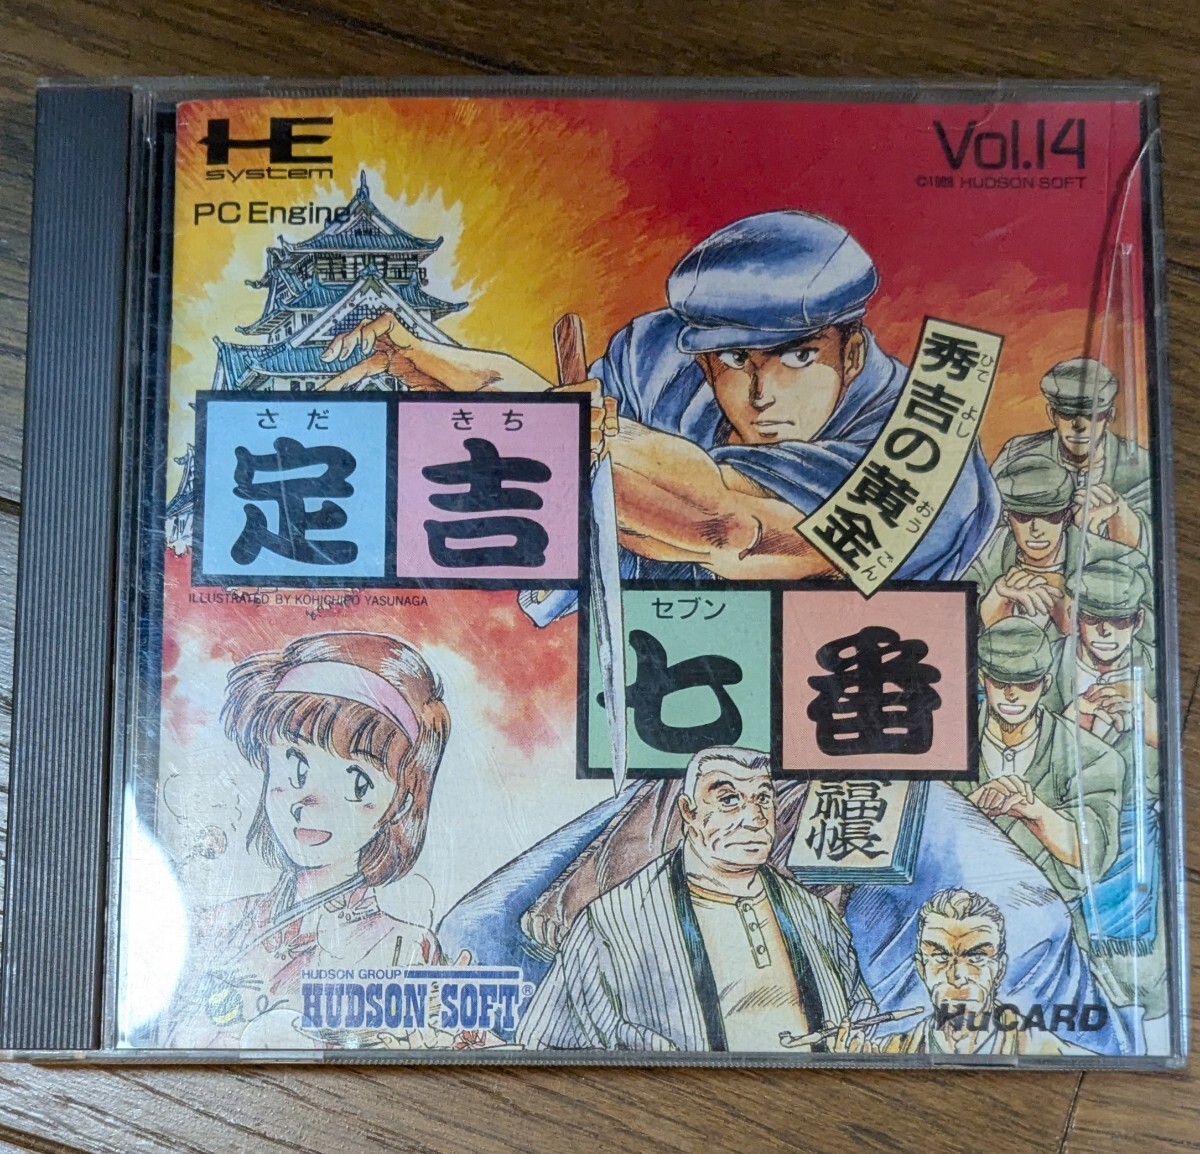 HE
system
PC Engine
Vol.14
©1988 HUDSON SOFT
秀吉の黄金
ひでよし
おうごん
さだ
きち
定吉
ILLUSTRATED BY KOHICHIRO YASUNAGA
セブン
七番
福帳
HUDSON GROUP
HUDSON SOFT®
HuCARD